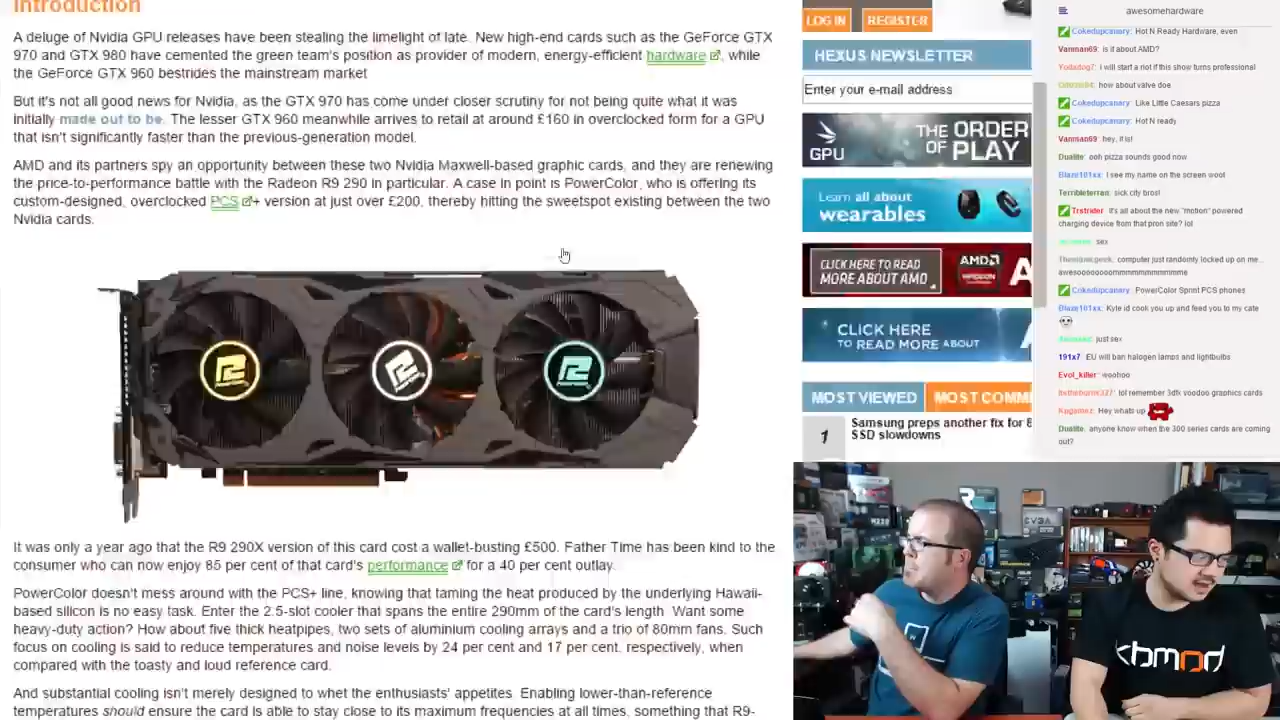 Introduction
A deluge of Nvidia GPU releases have been stealing the limelight of late. New high-end cards such as the GeForce GTX
970 and GTX 980 have cemented the green team's position as provider of modern, energy-efficient hardware, while
the GeForce GTX 960 bestrides the mainstream market
But it's not all good news for Nvidia, as the GTX 970 has come under closer scrutiny for not being quite what it was
initially made out to be. The lesser GTX 960 meanwhile arrives to retail at around £160 in overclocked form for a GPU
that isn't significantly faster than the previous-generation model.
AMD and its partners spy an opportunity between these two Nvidia Maxwell-based graphic cards, and they are renewing
the price-to-performance battle with the Radeon R9 290 in particular. A case in point is PowerColor, who is offering its
custom-designed, overclocked PCS+ version at just over £200, thereby hitting the sweetspot existing between the two
Nvidia cards.
It was only a year ago that the R9 290X version of this card cost a wallet-busting £500. Father Time has been kind to the
consumer who can now enjoy 85 per cent of that card's performance for a 40 per cent outlay.
PowerColor doesn't mess around with the PCS+ line, knowing that taming the heat produced by the underlying Hawaii-
based silicon is no easy task. Enter the 2.5-slot cooler that spans the entire 290mm of the card's length. Want some
heavy-duty action? How about five thick heatpipes, two sets of aluminium cooling arrays and a trio of 80mm fans. Such
focus on cooling is said to reduce temperatures and noise levels by 24 per cent and 17 per cent, respectively, when
compared with the toasty and loud reference card.
And substantial cooling isn't merely designed to whet the enthusiasts' appetites. Enabling lower-than-reference
temperatures should ensure the card is able to stay close to its maximum frequencies at all times, something that R9-
LOG IN REGISTER
HEXUS NEWSLETTER
Enter your e-mail address
GPU THE ORDER
OF PLAY
Learn all about
wearables
CLICK HERE TO READ
MORE ABOUT AMD
AMD
RADEON
A
CLICK HERE
TO READ MORE ABOUT
MOST VIEWED MOST COMM
1 Samsung preps another fix for 8
SSD slowdowns
awesomehardware
Cokedupcanary: Hot N Ready Hardware, even
Vanman69: is it about AMD?
Yodadog7: i will start a riot if this show turns professional
how about valve doe
Cokedupcanary: Like Little Caesars pizza
Cokedupcanary: Hot N ready
Vanman69: hey, it is!
Dualite: ooh pizza sounds good now
Blaze101xx: I see my name on the screen woot
Terribleterran: sick city bros!
Trstrider: It's all about the new "motion" powered
charging device from that pron site? lol
sex
computer just randomly locked up on me...
awesooooooommmmmmmmmme
Cokedupcanary: PowerColor Sprint PCS phones
Blaze101xx: Kyle id cook you up and feed you to my cate
just sex
191x7: EU will ban halogen lamps and lightbulbs
Evol_killer: woohoo
lol remember 3dfx voodoo graphics cards
Kugamez: Hey whats up
Dualite: anyone know when the 300 series cards are coming
out?
EVGA
kbmod